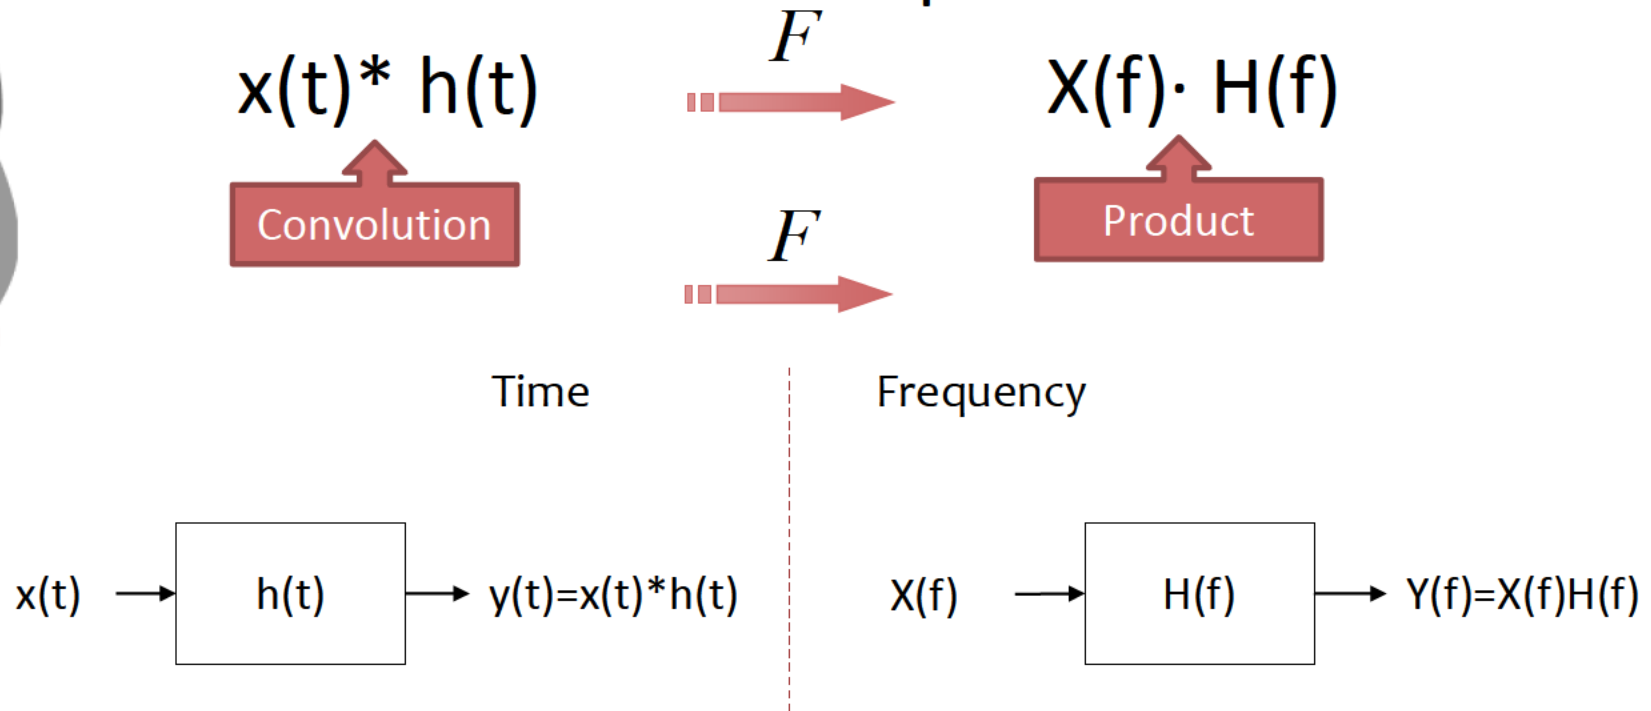 F
x(t)* h(t)
X(f)· H(f)
Convolution
Product
F
Time
Frequency
x(t)
h(t)
y(t)=x(t)*h(t)
X(f)
H(f)
Y(f)=X(f)H(f)